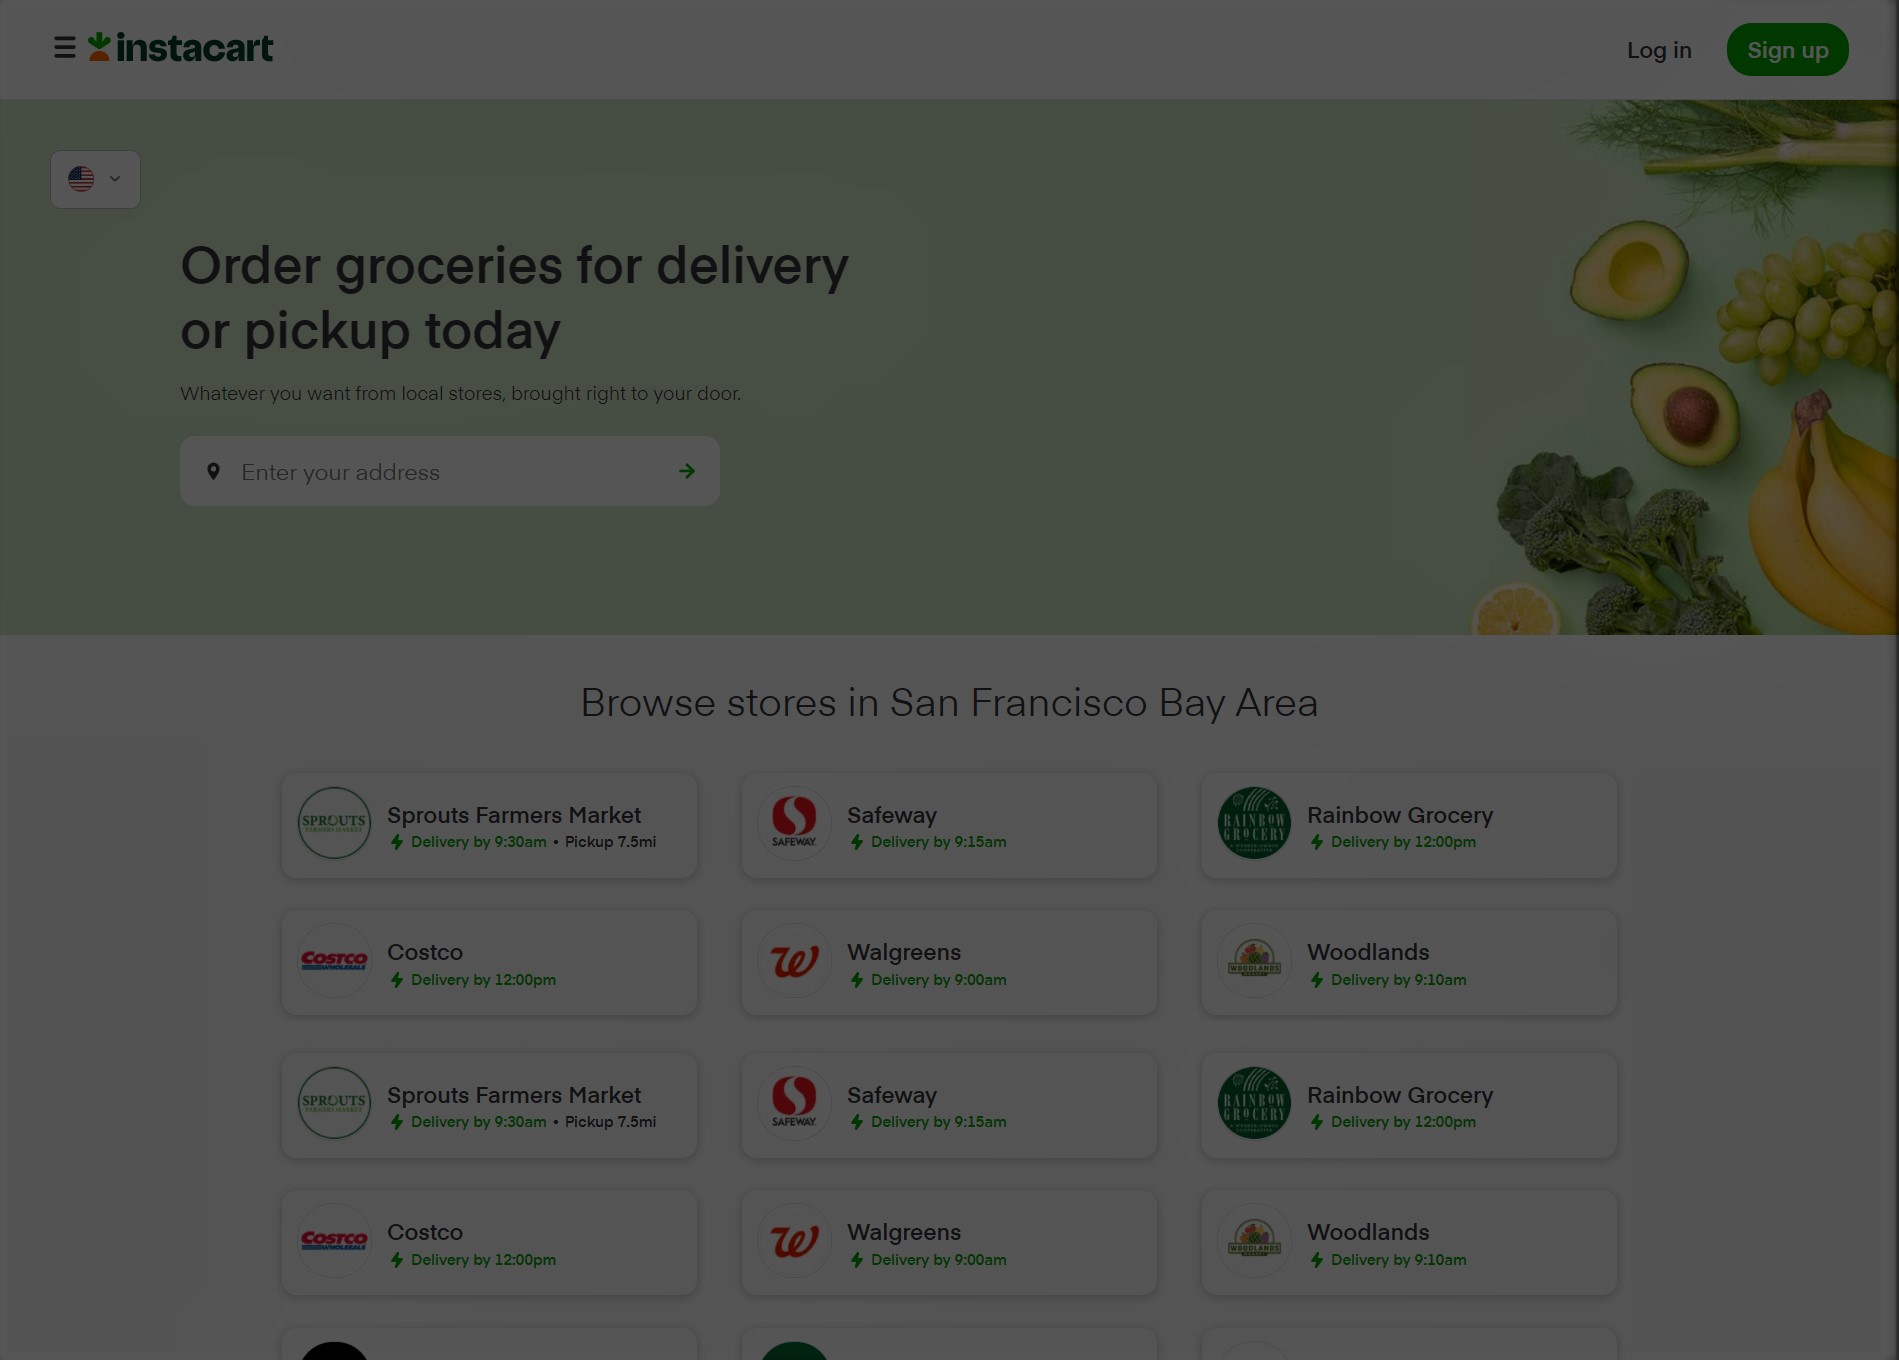 instacart
Log in
Sign up
Order groceries for delivery
or pickup today
Whatever you want from local stores, brought right to your door.
Enter your address
Browse stores in San Francisco Bay Area
SPROUTS
FARMERS MARKET
Sprouts Farmers Market
Delivery by 9:30am • Pickup 7.5mi
SAFEWAY
Safeway
Delivery by 9:15am
RAINBOW
GROCERY
Rainbow Grocery
Delivery by 12:00pm
COSTCO
WHOLESALE
Costco
Delivery by 12:00pm
W
Walgreens
Delivery by 9:00am
WOODLANDS
Woodlands
Delivery by 9:10am
SPROUTS
FARMERS MARKET
Sprouts Farmers Market
Delivery by 9:30am • Pickup 7.5mi
SAFEWAY
Safeway
Delivery by 9:15am
RAINBOW
GROCERY
Rainbow Grocery
Delivery by 12:00pm
COSTCO
WHOLESALE
Costco
Delivery by 12:00pm
W
Walgreens
Delivery by 9:00am
WOODLANDS
Woodlands
Delivery by 9:10am